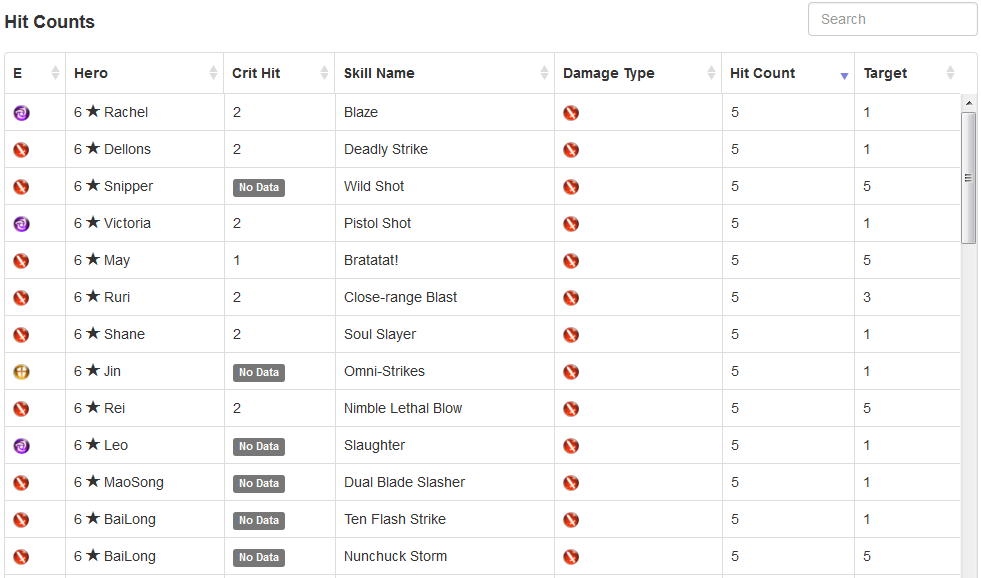 Hit Counts
Search
E Hero Crit Hit Skill Name Damage Type Hit Count Target
6 ★ Rachel 2 Blaze 5 1
6 ★ Dellons 2 Deadly Strike 5 1
6 ★ Snipper No Data Wild Shot 5 5
6 ★ Victoria 2 Pistol Shot 5 1
6 ★ May 1 Bratatat! 5 5
6 ★ Ruri 2 Close-range Blast 5 3
6 ★ Shane 2 Soul Slayer 5 1
6 ★ Jin No Data Omni-Strikes 5 1
6 ★ Rei 2 Nimble Lethal Blow 5 5
6 ★ Leo No Data Slaughter 5 1
6 ★ MaoSong No Data Dual Blade Slasher 5 1
6 ★ BaiLong No Data Ten Flash Strike 5 1
6 ★ BaiLong No Data Nunchuck Storm 5 5